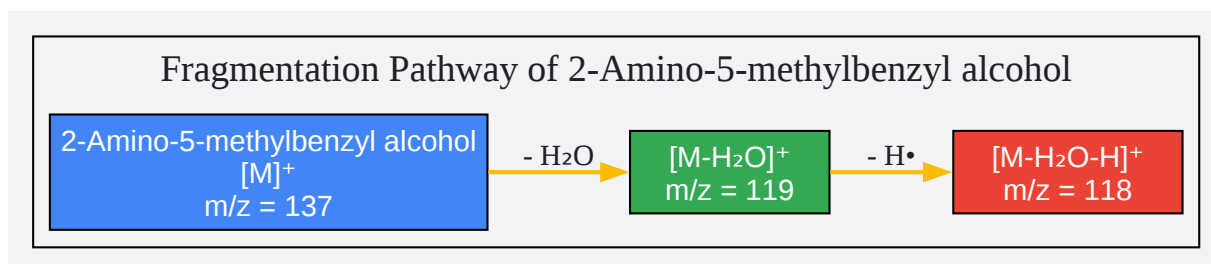 Fragmentation Pathway of 2-Amino-5-methylbenzyl alcohol
2-Amino-5-methylbenzyl alcohol
[M]⁺
m/z = 137
- H₂O
[M-H₂O]⁺
m/z = 119
- H•
[M-H₂O-H]⁺
m/z = 118